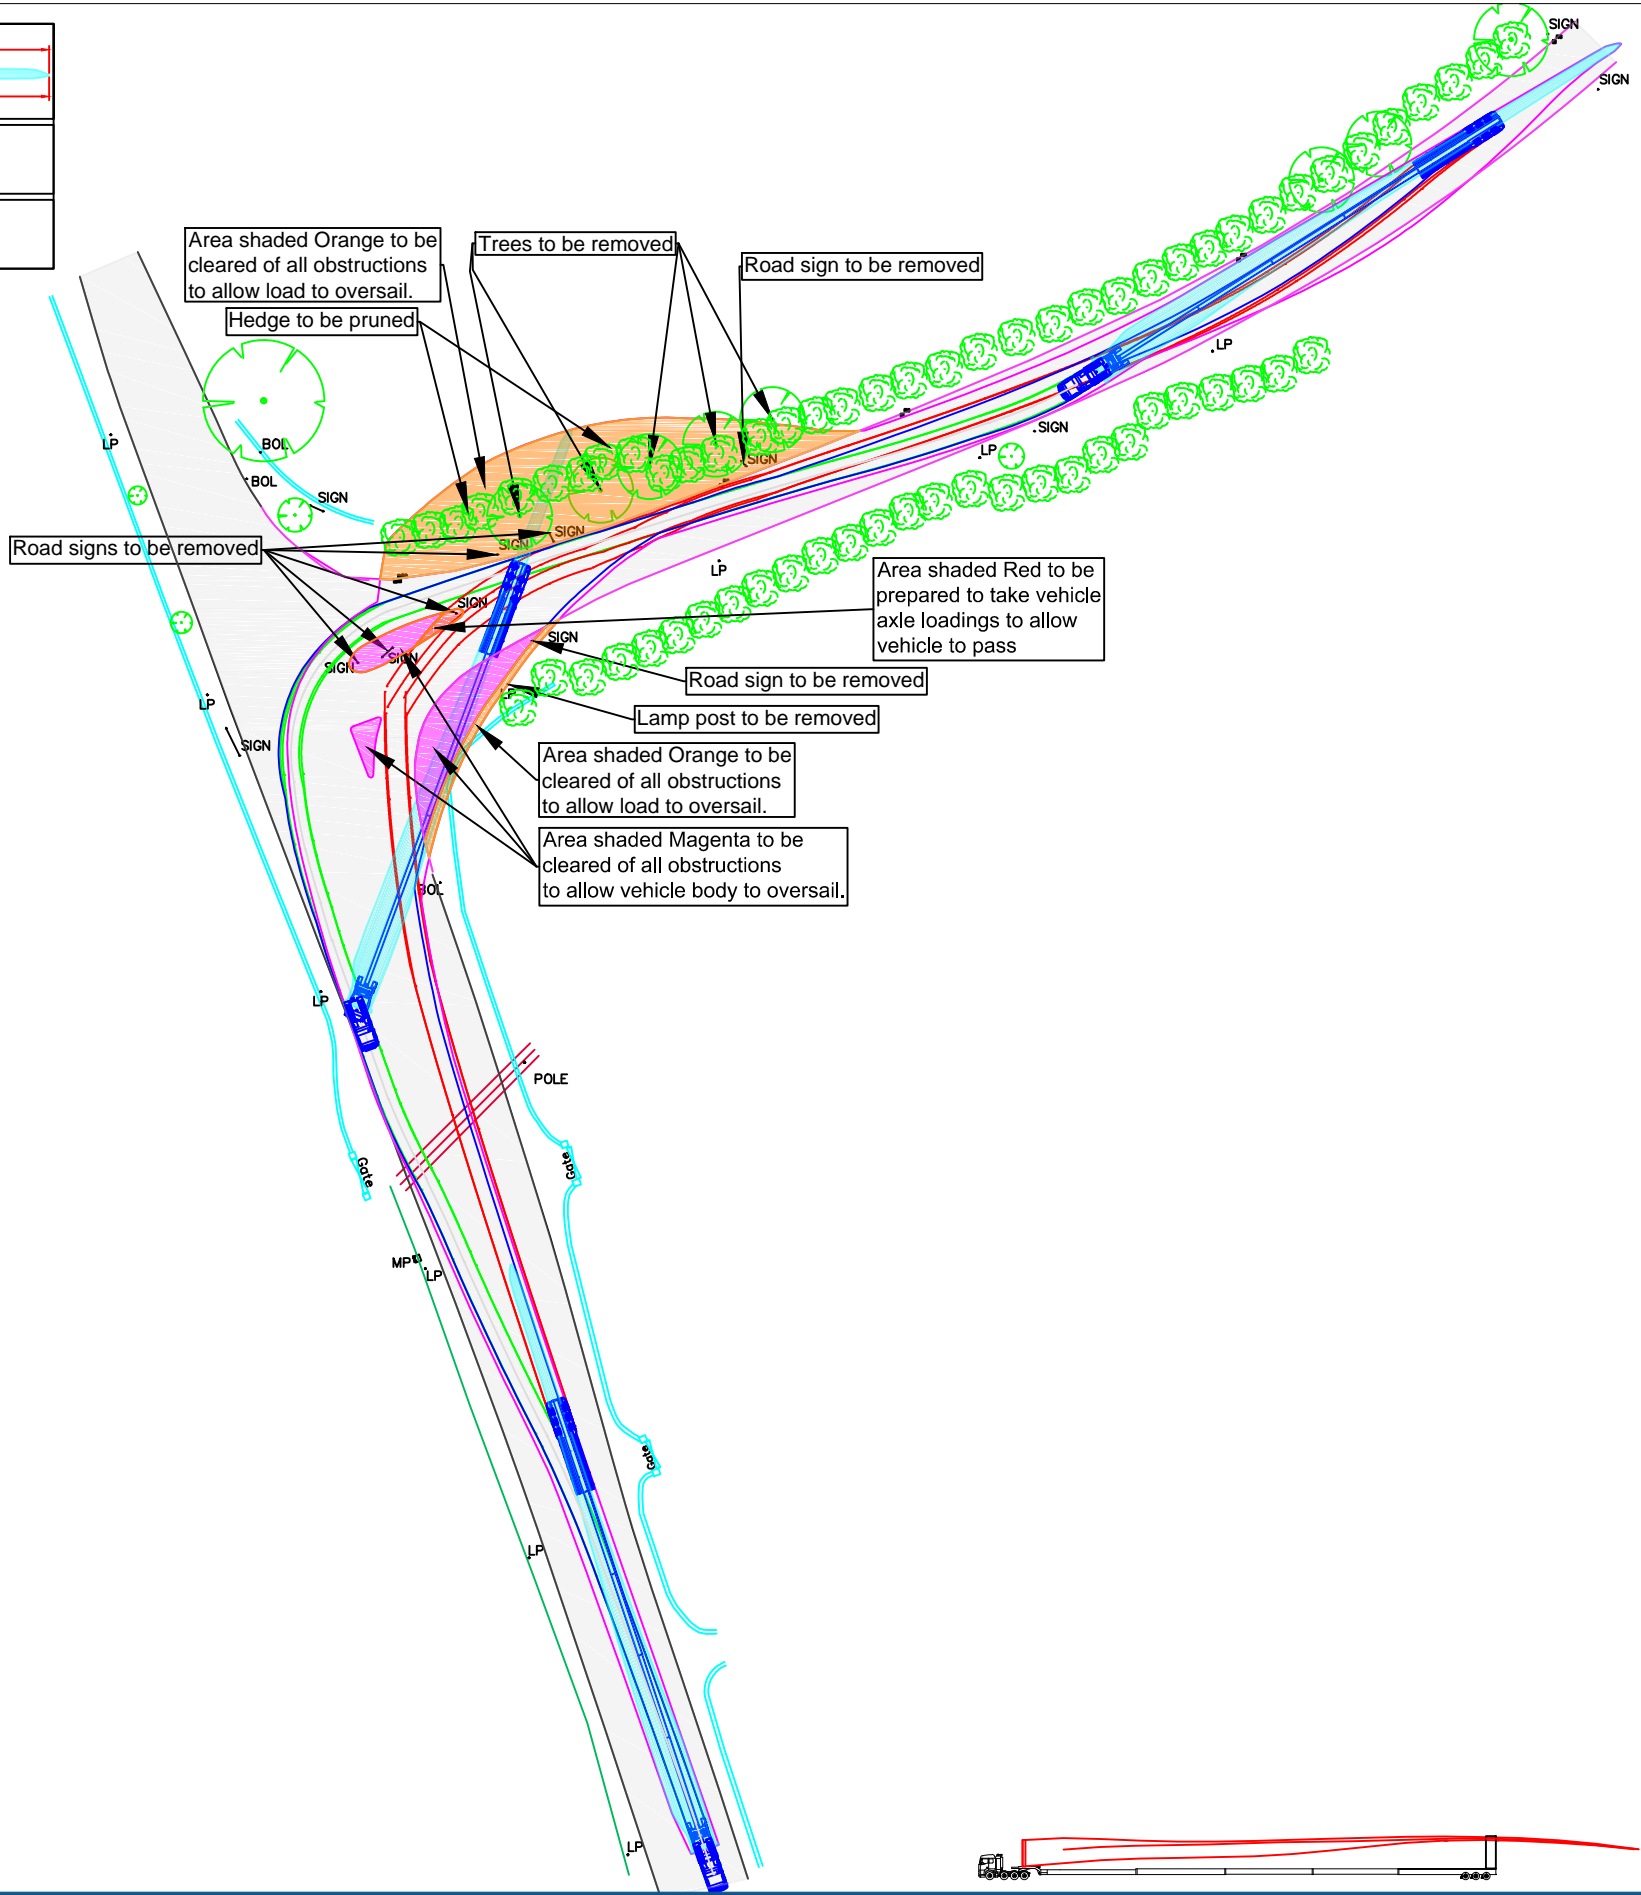 SIGN
SIGN
Area shaded Orange to be
cleared of all obstructions
to allow load to oversail.
Trees to be removed
Road sign to be removed
Hedge to be pruned
LP
SIGN
LP
BOL
LP
SIGN
BOL
SIGN
SIGN
SIGN
Road signs to be removed
LP
Area shaded Red to be
prepared to take vehicle
axle loadings to allow
vehicle to pass
SIGN
SIGN
SIGN
SIGN
Road sign to be removed
LP
LP
Lamp post to be removed
SIGN
Area shaded Orange to be
cleared of all obstructions
to allow load to oversail.
Area shaded Magenta to be
cleared of all obstructions
to allow vehicle body to oversail.
BOL
LP
POLE
Gate
Gate
MP
LP
Gate
LP
LP